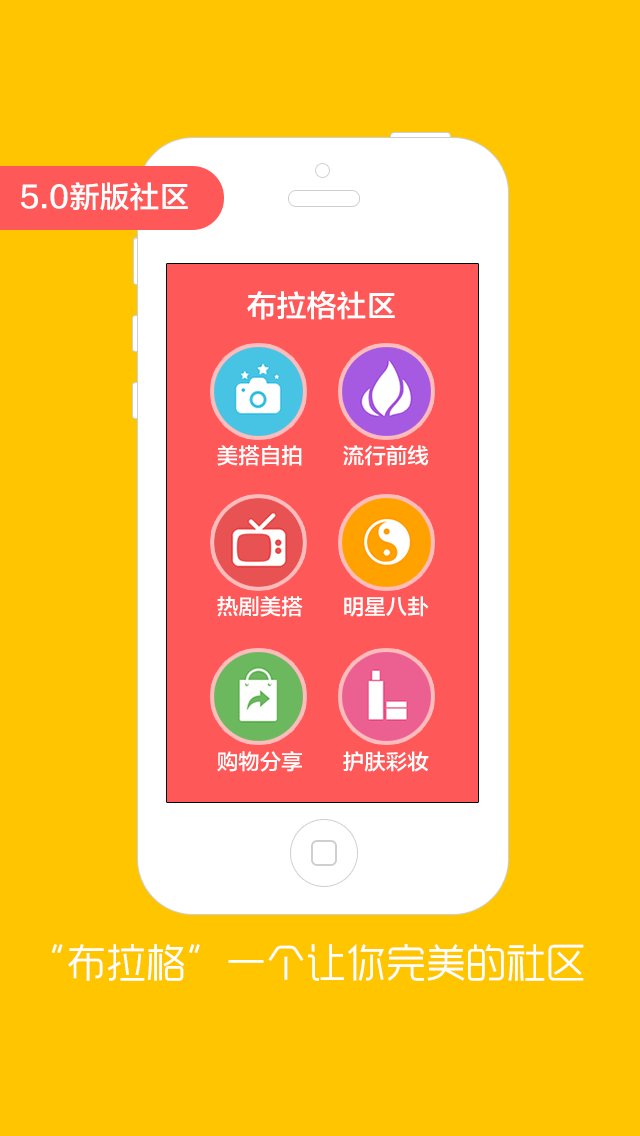 5.0新版社区
布拉格社区
美搭自拍 流行前线
热剧美搭 明星八卦
购物分享 护肤彩妆
“布拉格” 一个让你完美的社区